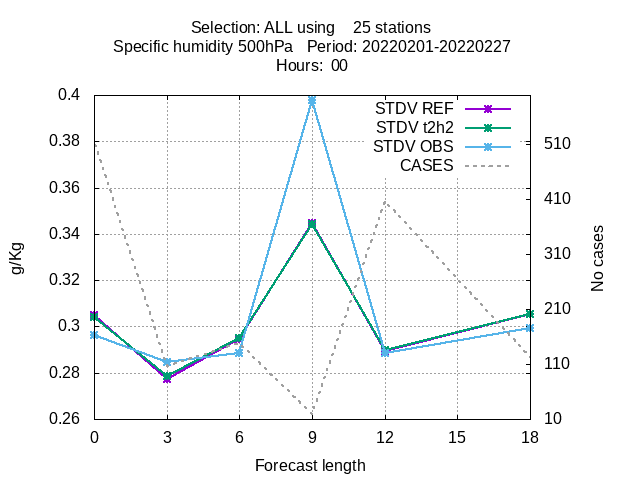 Selection: ALL using    25 stations
Specific humidity 500hPa   Period: 20220201-20220227
Hours:  00
STDV REF
STDV t2h2
STDV OBS
CASES
0.4
0.38
0.36
0.34
0.32
0.3
0.28
0.26
g/Kg
510
410
310
210
110
10
No cases
0 3 6 9 12 15 18
Forecast length